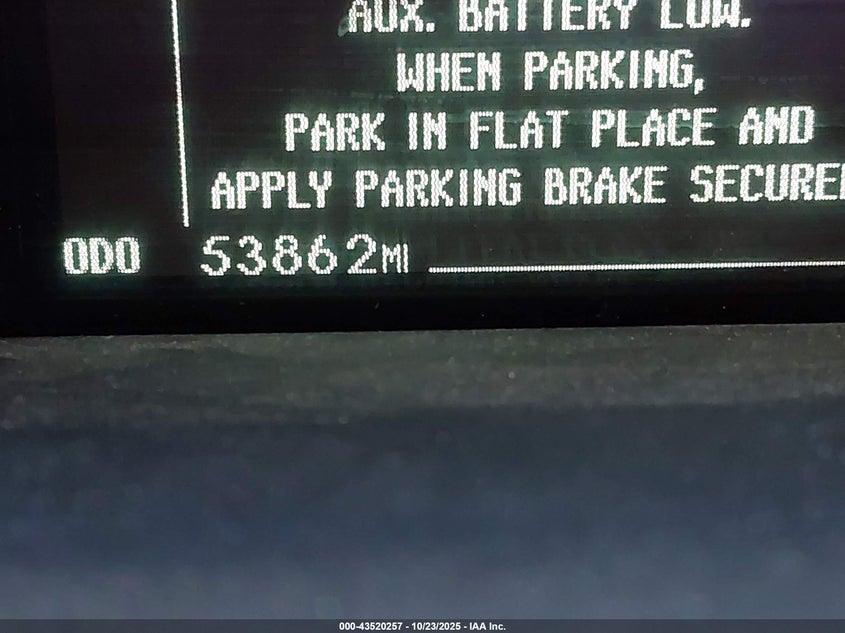 AUX. BATTERY LOW.
WHEN PARKING,
PARK IN FLAT PLACE AND
APPLY PARKING BRAKE
ODO 53862MI
000-43520257 - 10/23/2025 - IAA Inc.